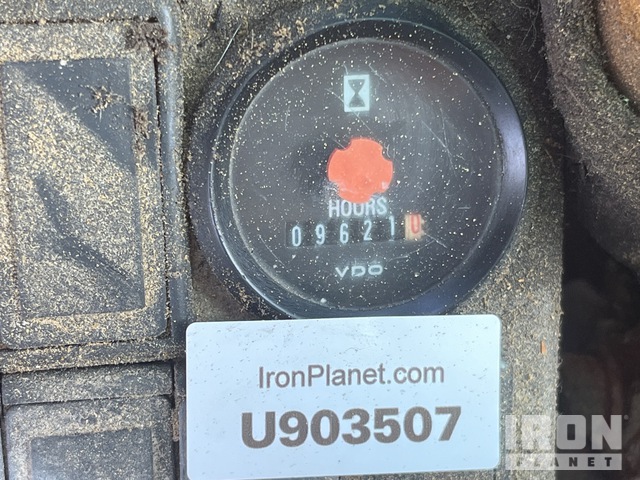 HOURS
096210
VDO
IronPlanet.com
U903507
IRON
PLANET